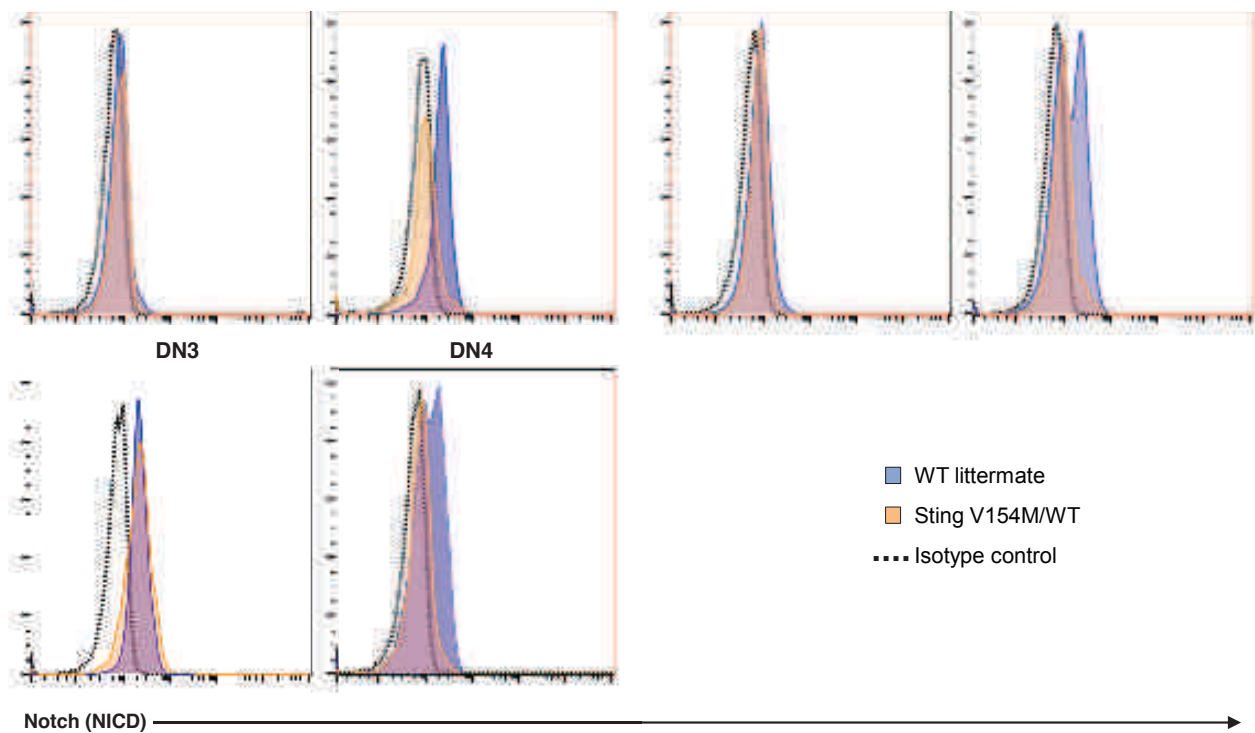 DN3 DN4
WT littermate
Sting V154M/WT
Isotype control
Notch (NICD)